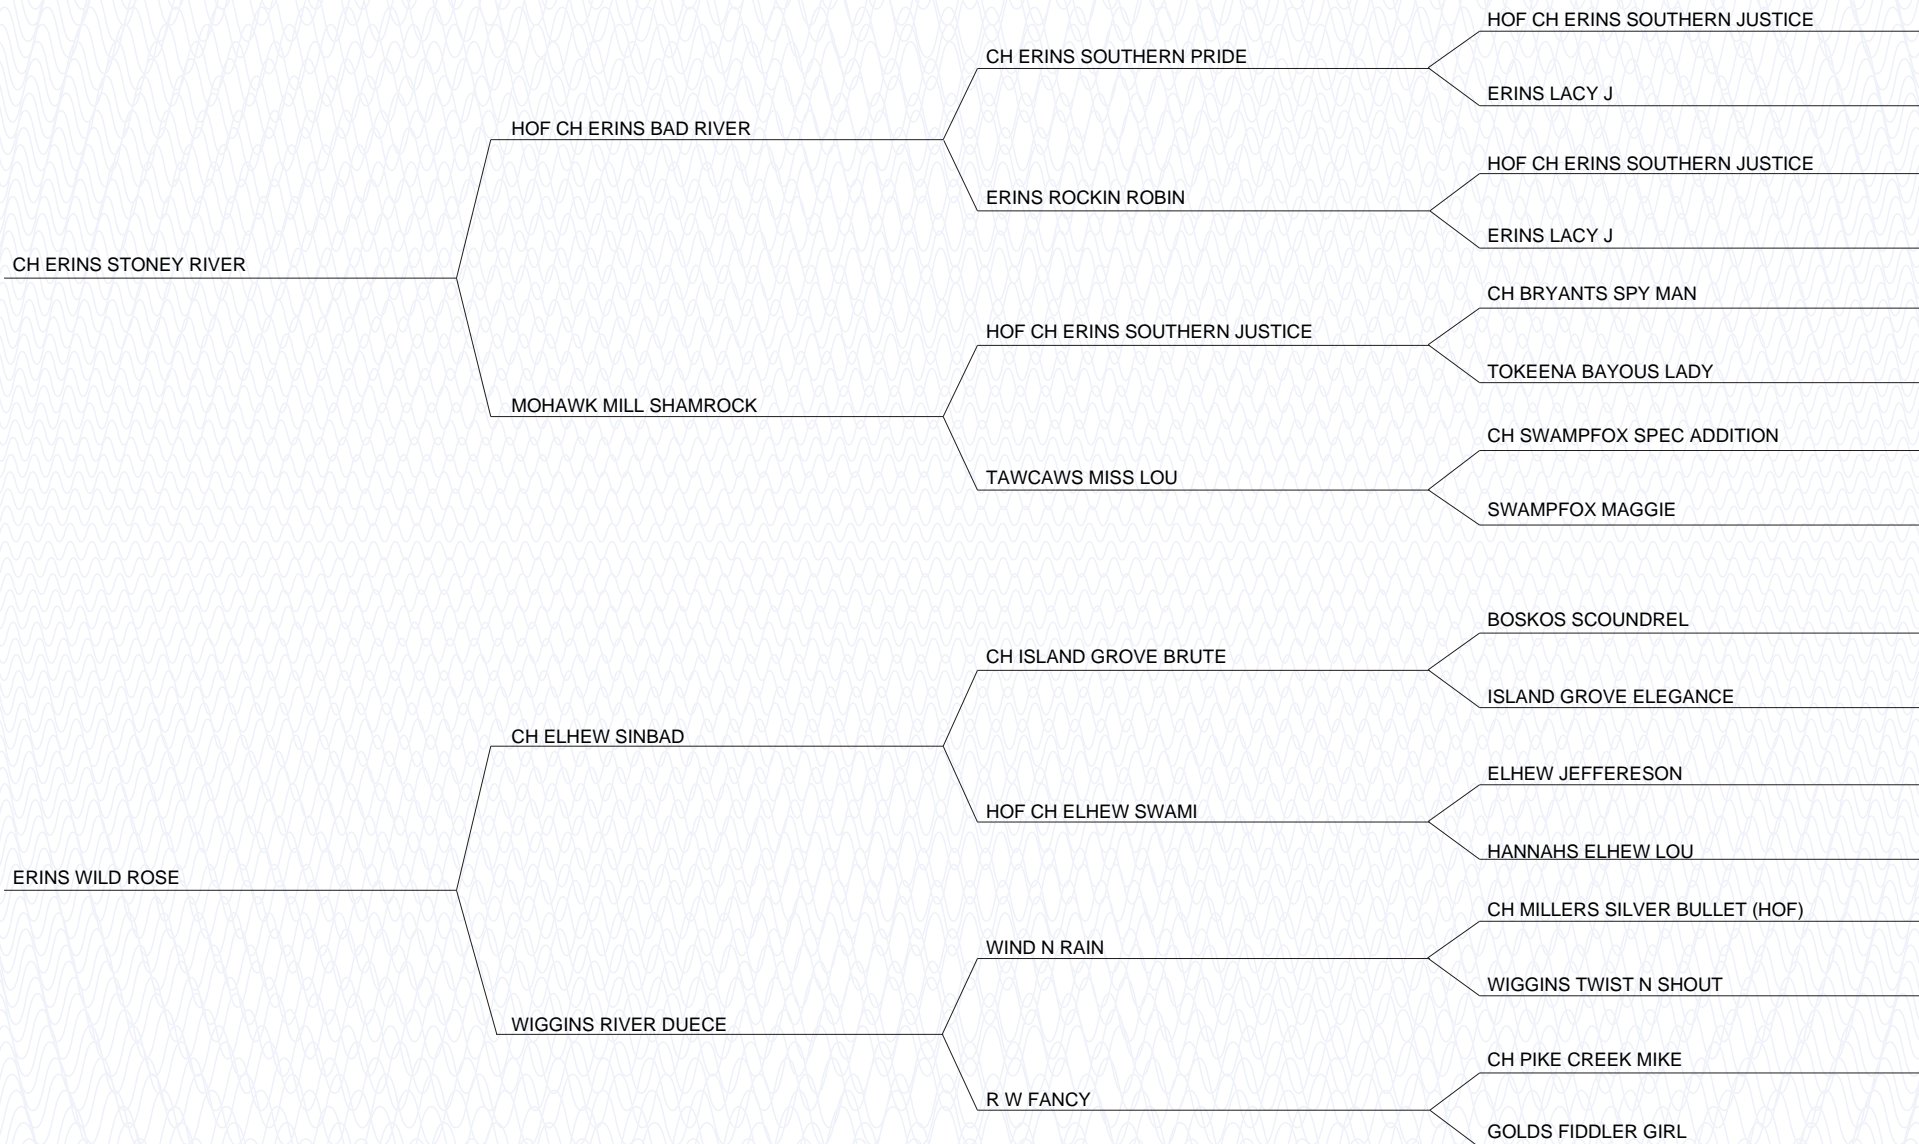 HOF CH ERINS SOUTHERN JUSTICE
CH ERINS SOUTHERN PRIDE
ERINS LACY J
HOF CH ERINS BAD RIVER
HOF CH ERINS SOUTHERN JUSTICE
ERINS ROCKIN ROBIN
ERINS LACY J
CH ERINS STONEY RIVER
CH BRYANTS SPY MAN
HOF CH ERINS SOUTHERN JUSTICE
TOKEENA BAYOUS LADY
MOHAWK MILL SHAMROCK
CH SWAMPFOX SPEC ADDITION
TAWCAWS MISS LOU
SWAMPFOX MAGGIE
BOSKOS SCOUNDREL
CH ISLAND GROVE BRUTE
ISLAND GROVE ELEGANCE
CH ELHEW SINBAD
ELHEW JEFFERESON
HOF CH ELHEW SWAMI
HANNAHS ELHEW LOU
ERINS WILD ROSE
CH MILLERS SILVER BULLET (HOF)
WIND N RAIN
WIGGINS TWIST N SHOUT
WIGGINS RIVER DUECE
CH PIKE CREEK MIKE
R W FANCY
GOLDS FIDDLER GIRL